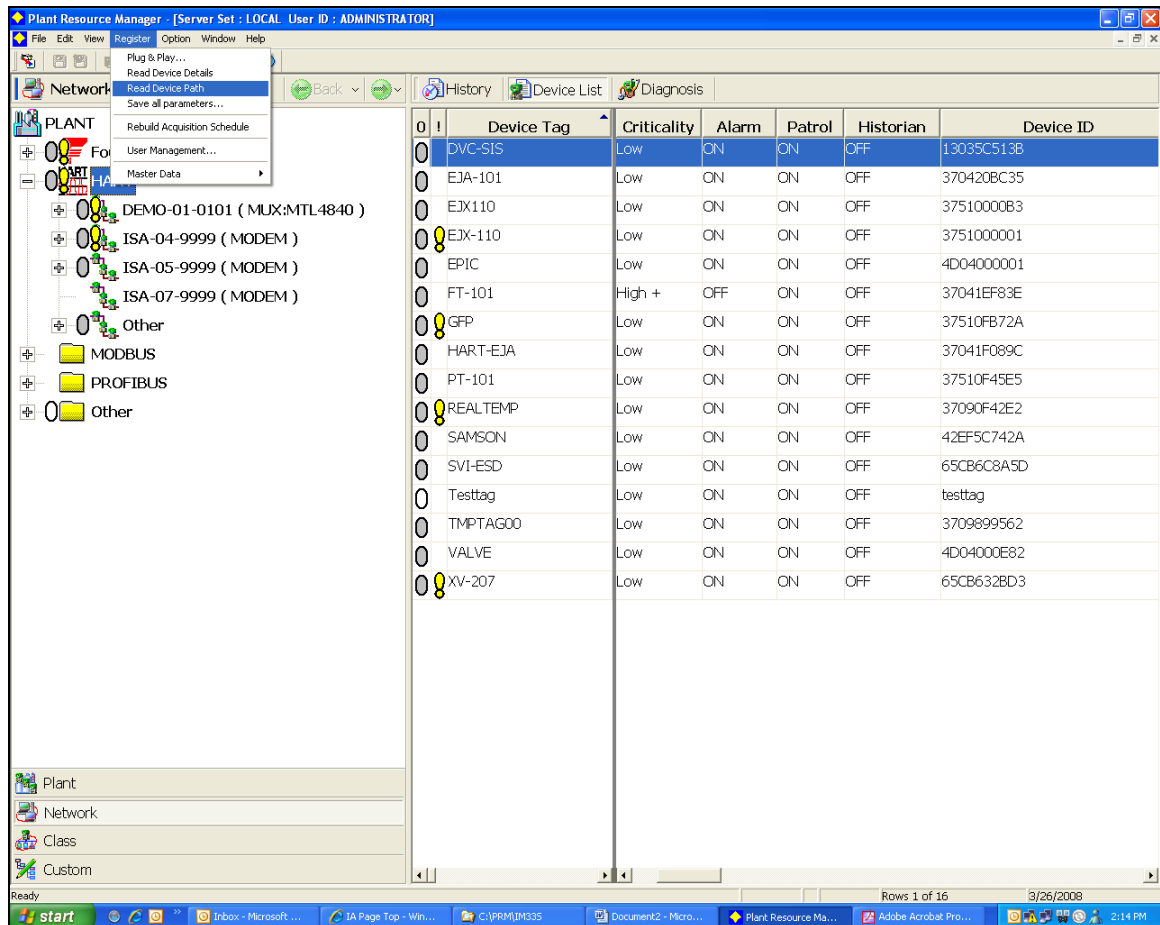 Plant Resource Manager - [Server Set : LOCAL User ID : ADMINISTRATOR]
File Edit View Register Option Window Help
Plug & Play...
Read Device Details
Read Device Path
Save all parameters...
Rebuild Acquisition Schedule
User Management...
Master Data
Network
Back
History Device List Diagnosis
PLANT
Fo
HART
HA
DEMO-01-0101 ( MUX:MTL4840 )
ISA-04-9999 ( MODEM )
ISA-05-9999 ( MODEM )
ISA-07-9999 ( MODEM )
Other
MODBUS
PROFIBUS
Other
0 ! Device Tag Criticality Alarm Patrol Historian Device ID
DVC-SIS Low ON ON OFF 13035C513B
EJA-101 Low ON ON OFF 370420BC35
EJX110 Low ON ON OFF 37510000B3
EJX-110 Low ON ON OFF 3751000001
EPIC Low ON ON OFF 4D04000001
FT-101 High + OFF ON OFF 37041EF83E
GFP Low ON ON OFF 37510FB72A
HART-EJA Low ON ON OFF 37041F089C
PT-101 Low ON ON OFF 37510F45E5
REALTEMP Low ON ON OFF 37090F42E2
SAMSON Low ON ON OFF 42EF5C742A
SVI-ESD Low ON ON OFF 65CB6C8A5D
Testtag Low ON ON OFF testtag
TMPTAG00 Low ON ON OFF 3709899562
VALVE Low ON ON OFF 4D04000E82
XV-207 Low ON ON OFF 65CB632BD3
Plant
Network
Class
Custom
Ready Rows 1 of 16 3/26/2008
start Inbox - Microsoft ... IA Page Top - Win... C:\PRM\IM335 Document2 - Micro... Plant Resource Ma... Adobe Acrobat Pro... 2:14 PM